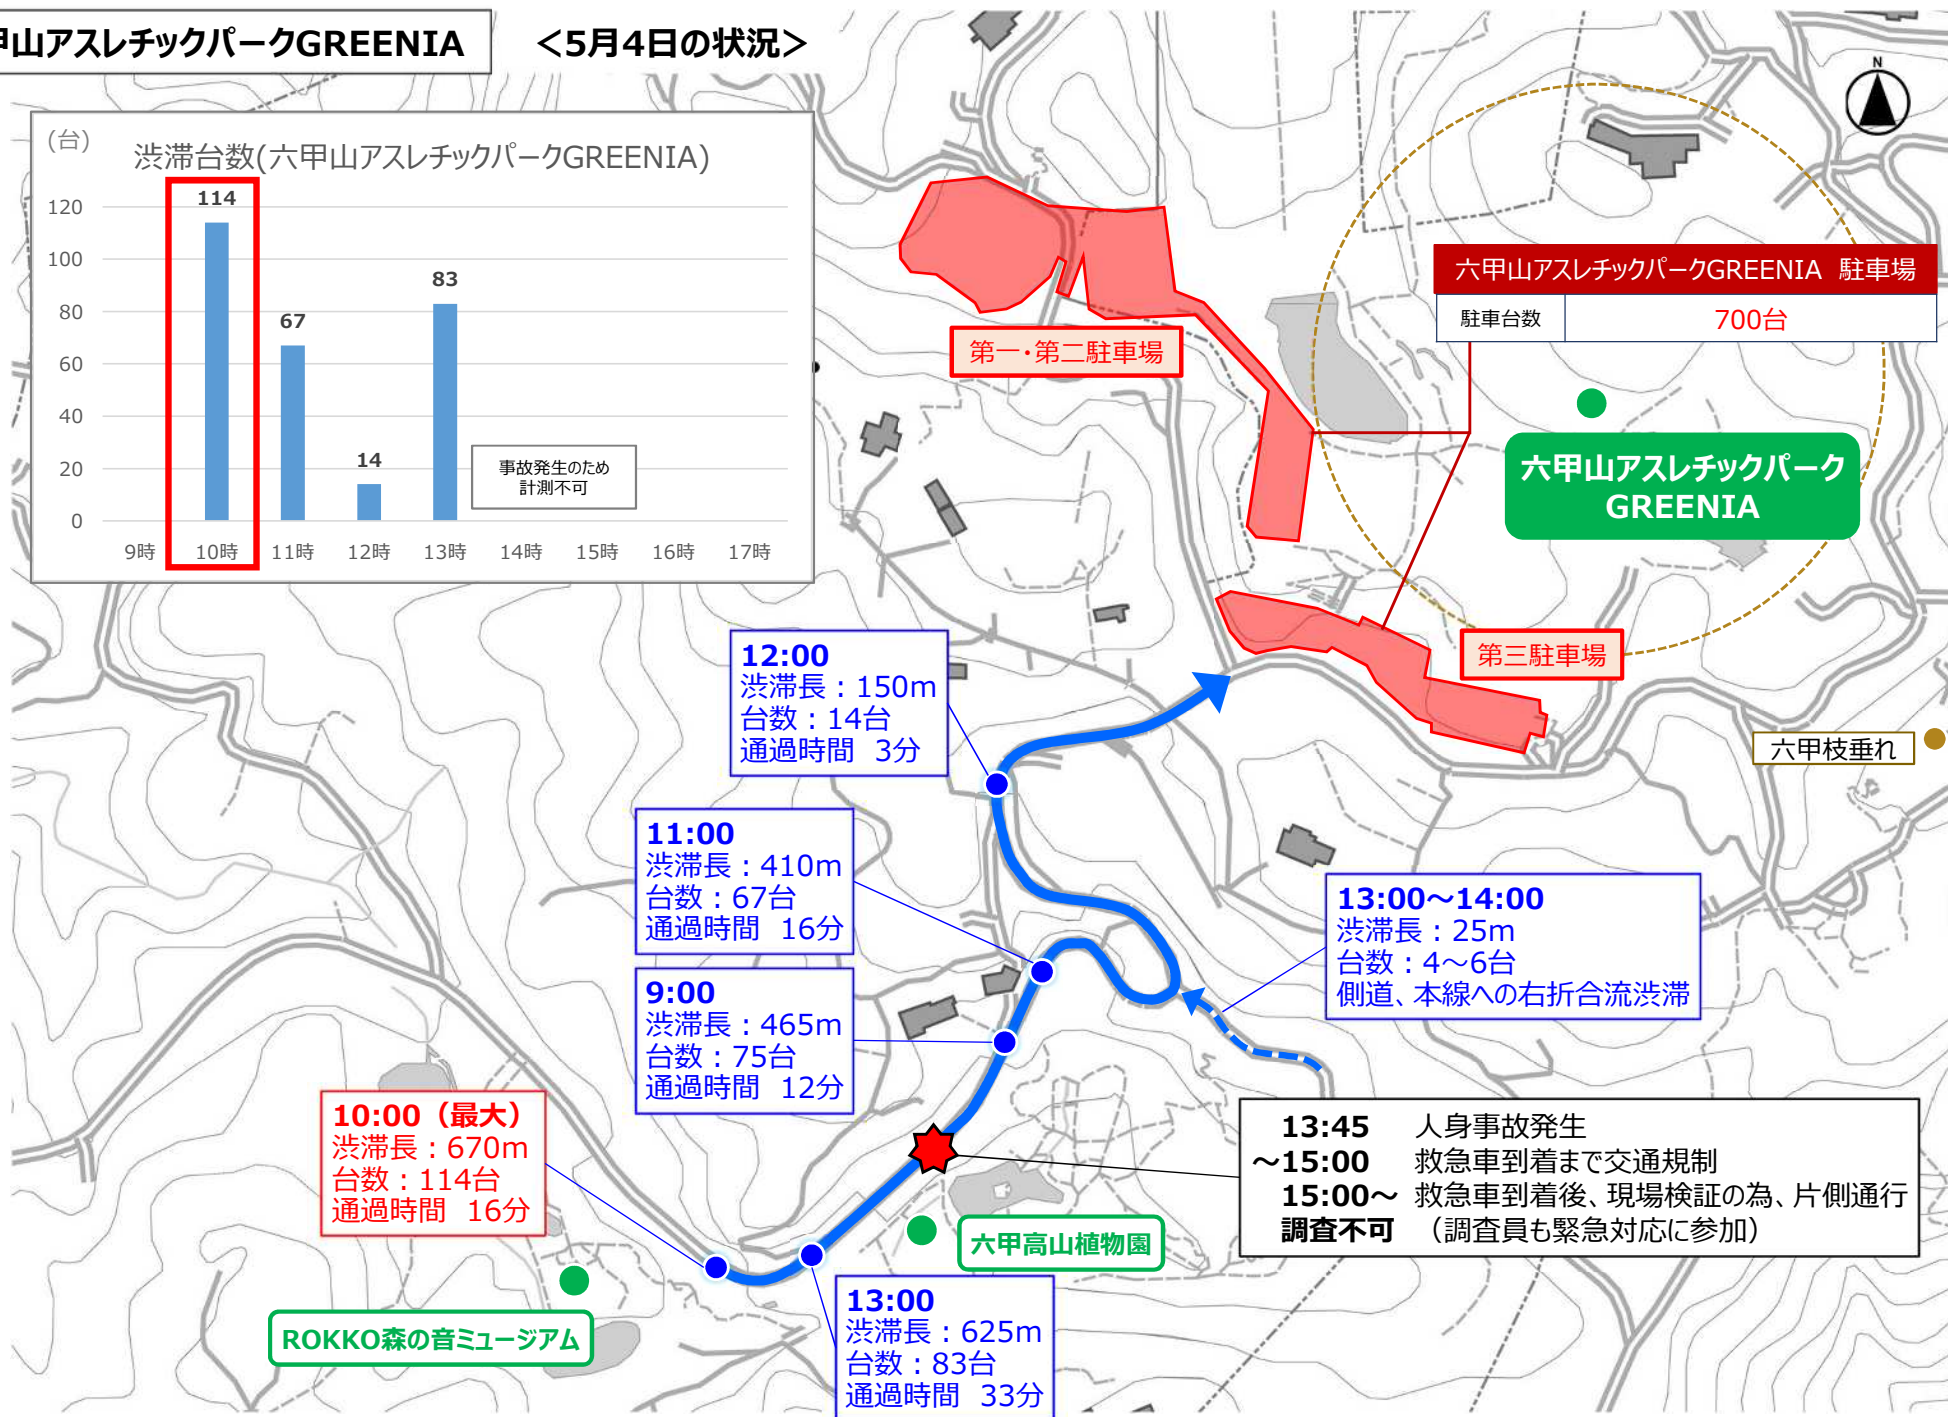 甲山アスレチックパークGREENIA
＜5月4日の状況＞
(台)
渋滞台数(六甲山アスレチックパークGREENIA)
120
100
80
60
40
20
0
114
67
14
83
事故発生のため
計測不可
9時 10時 11時 12時 13時 14時 15時 16時 17時
N
六甲山アスレチックパークGREENIA 駐車場
駐車台数 700台
第一・第二駐車場
六甲山アスレチックパーク
GREENIA
第三駐車場
六甲枝垂れ
12:00
渋滞長：150m
台数：14台
通過時間 3分
11:00
渋滞長：410m
台数：67台
通過時間 16分
9:00
渋滞長：465m
台数：75台
通過時間 12分
13:00～14:00
渋滞長：25m
台数：4～6台
側道、本線への右折合流渋滞
10:00（最大）
渋滞長：670m
台数：114台
通過時間 16分
13:45 人身事故発生
～15:00 救急車到着まで交通規制
15:00～ 救急車到着後、現場検証の為、片側通行
調査不可 （調査員も緊急対応に参加）
六甲高山植物園
ROKKO森の音ミュージアム
13:00
渋滞長：625m
台数：83台
通過時間 33分